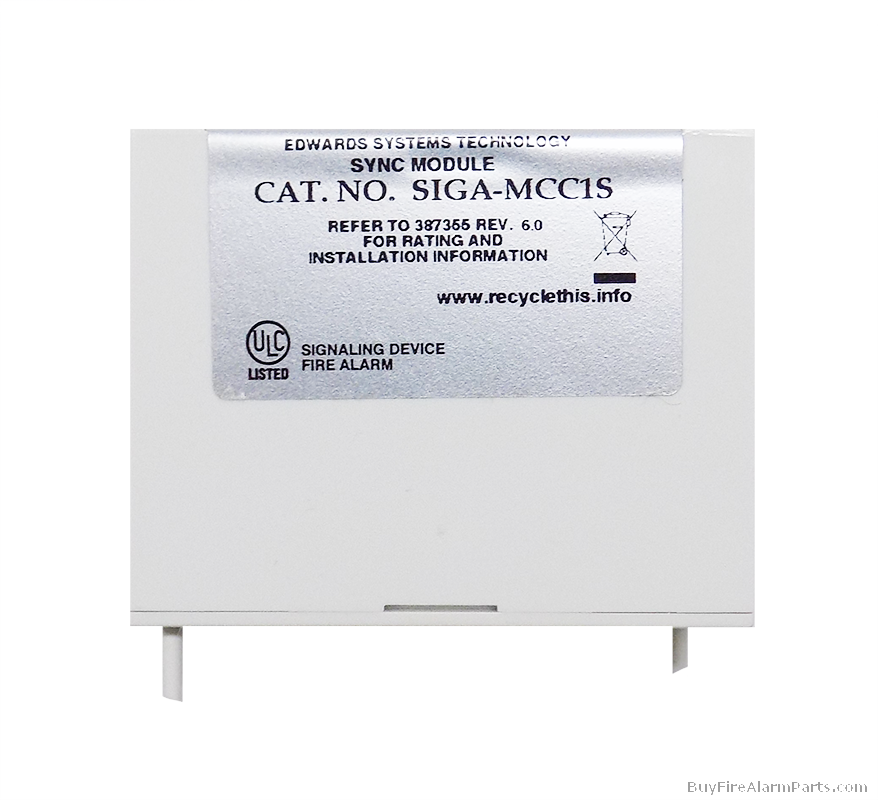 EDWARDS SYSTEMS TECHNOLOGY
SYNC MODULE
CAT. NO. SIGA-MCC1S
REFER TO 387355 REV. 6.0
FOR RATING AND
INSTALLATION INFORMATION
www.recyclethis.info
ULC
LISTED
SIGNALING DEVICE
FIRE ALARM
BuyFireAlarmParts.com